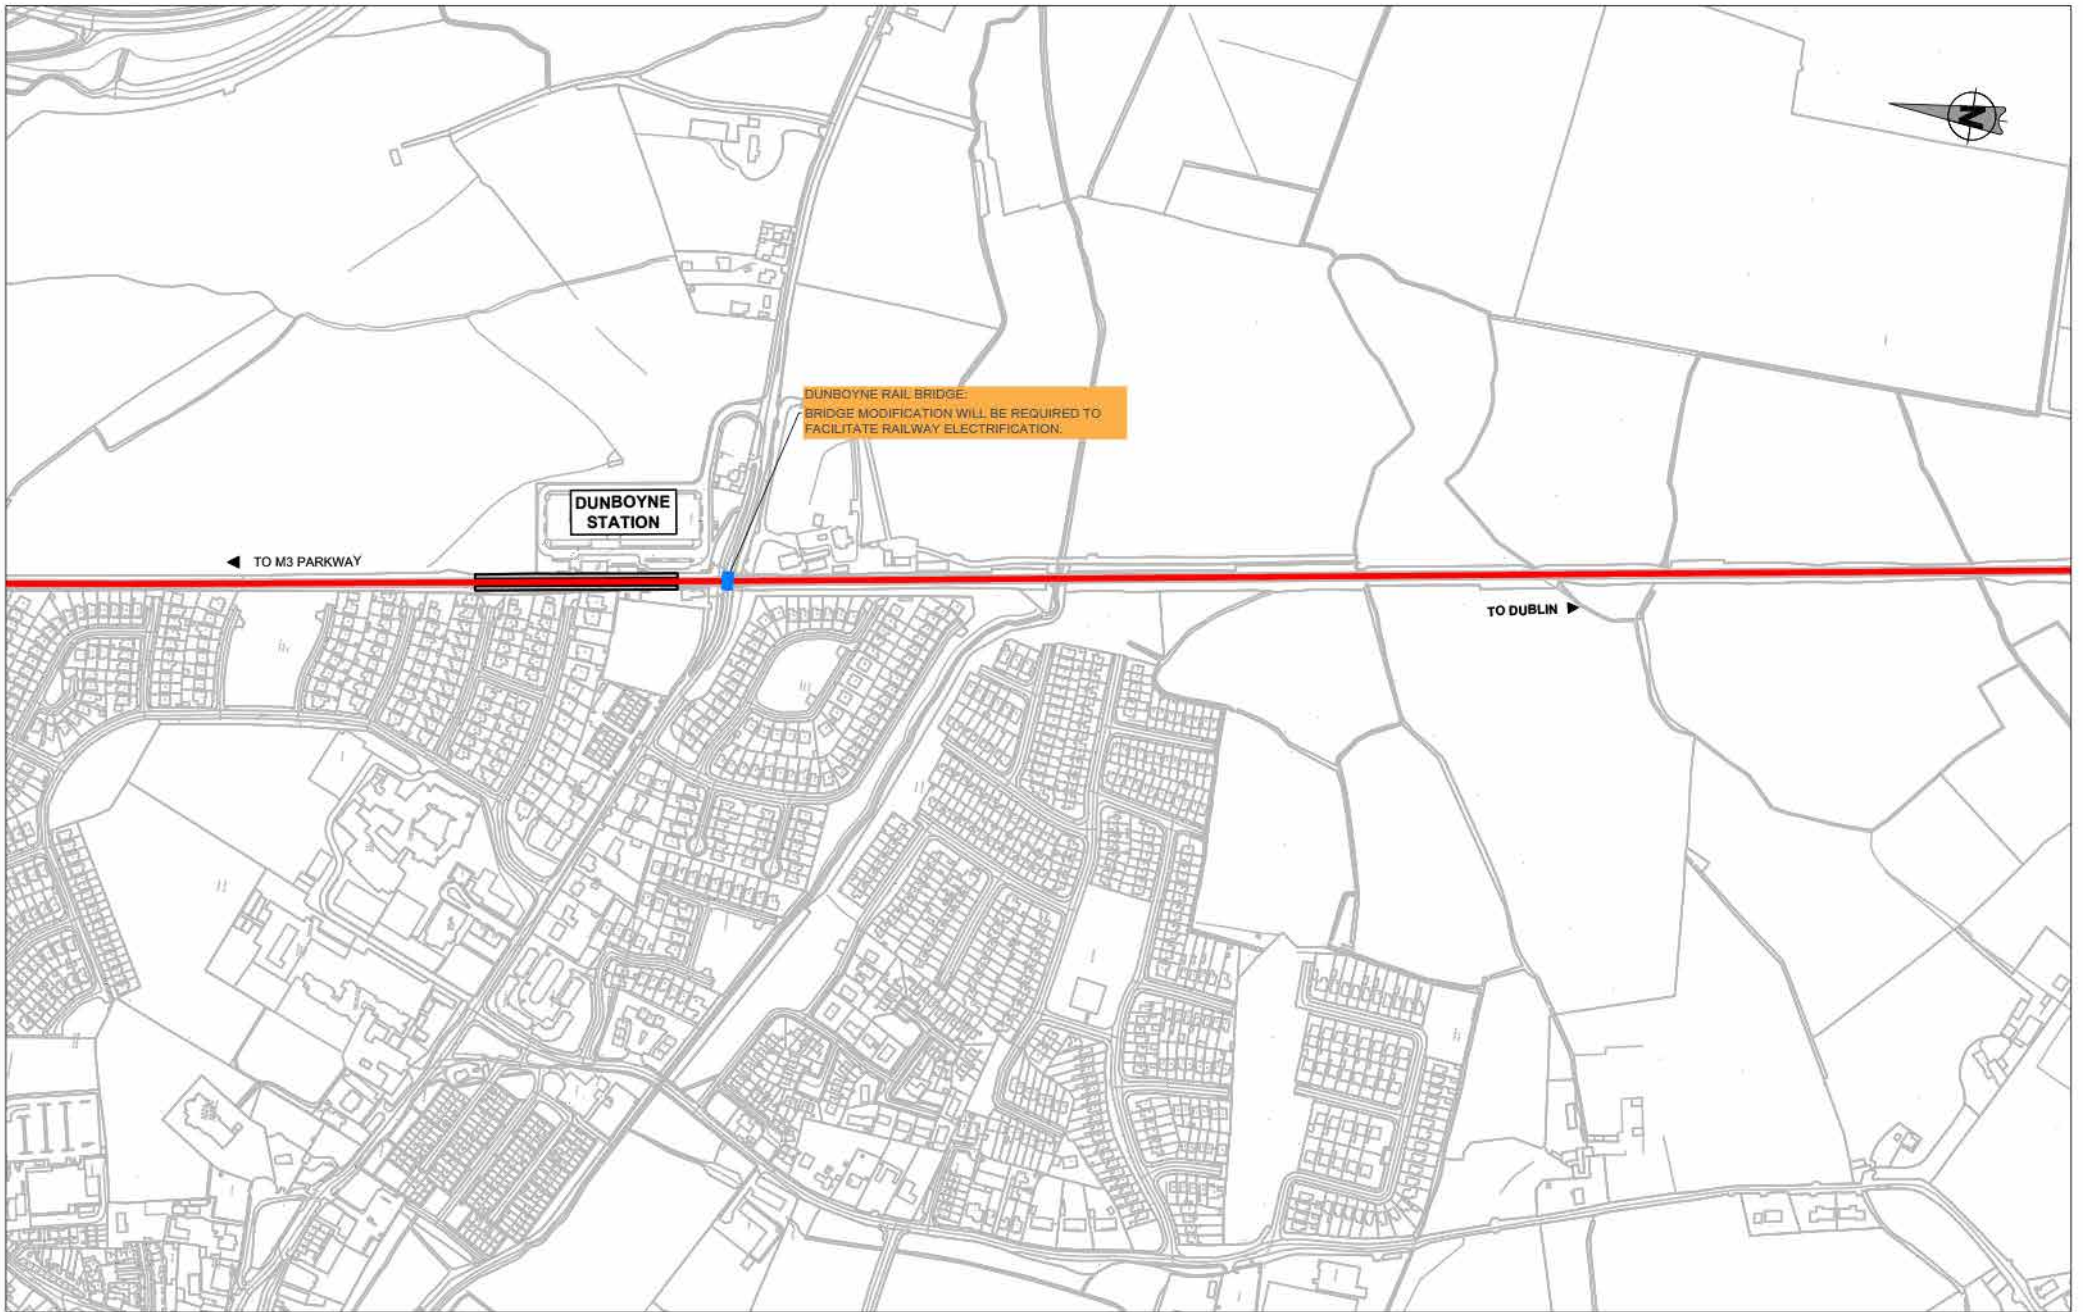 N
DUNBOYNE RAIL BRIDGE:
BRIDGE MODIFICATION WILL BE REQUIRED TO
FACILITATE RAILWAY ELECTRIFICATION.
DUNBOYNE
STATION
TO M3 PARKWAY
TO DUBLIN